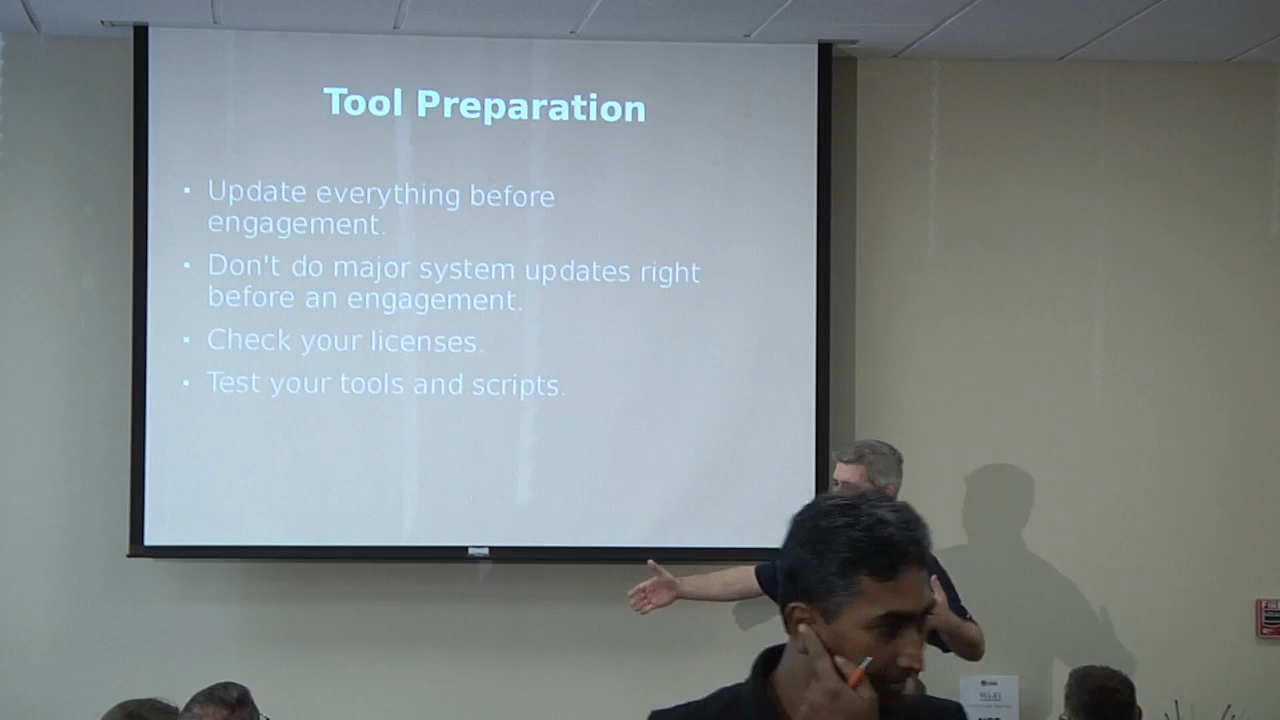 Tool Preparation
▪ Update everything before
engagement.
▪ Don't do major system updates right
before an engagement.
▪ Check your licenses.
▪ Test your tools and scripts.